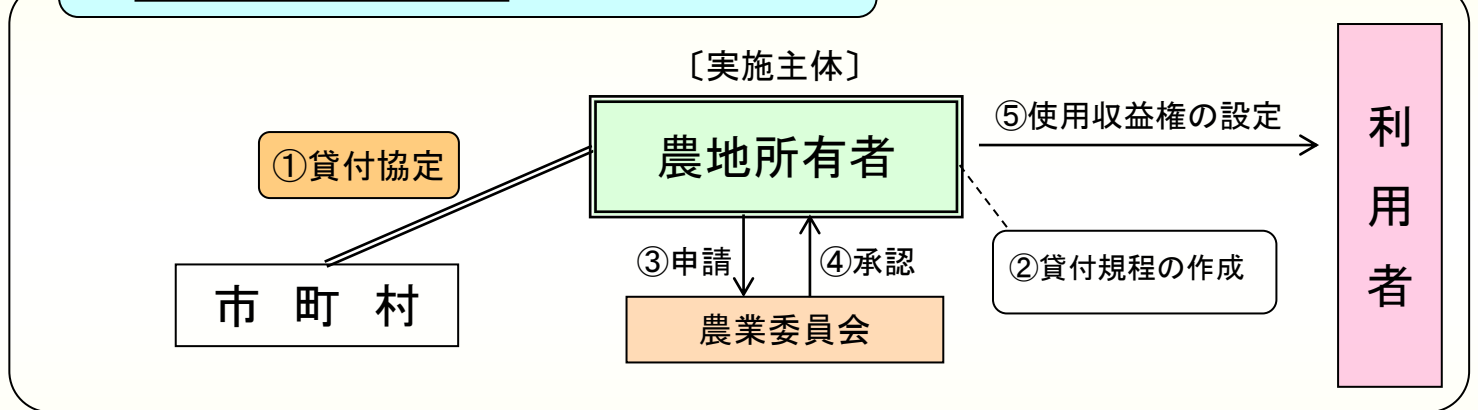 〔実施主体〕
農地所有者
⑤使用収益権の設定
利用者
①貸付協定
③申請
④承認
②貸付規程の作成
市町村
農業委員会